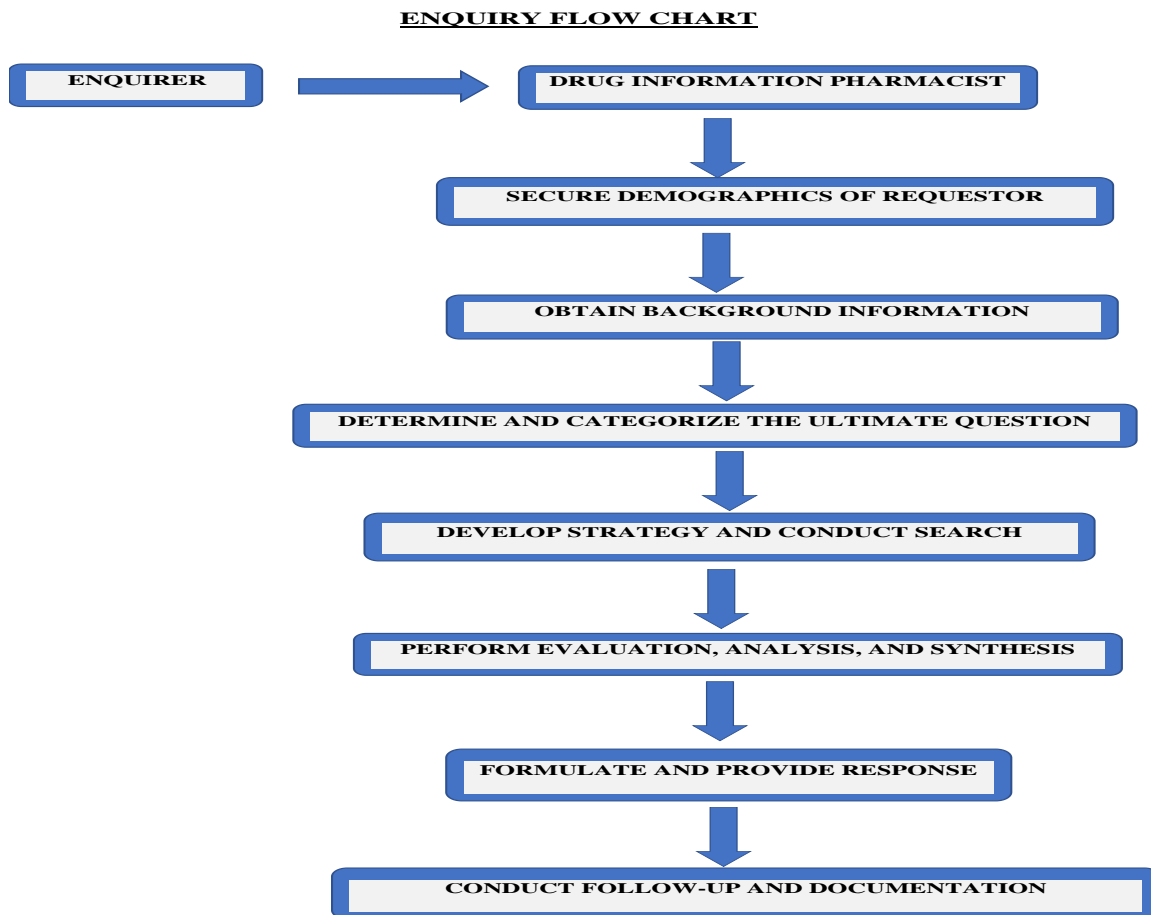 ENQUIRY FLOW CHART
ENQUIRER
DRUG INFORMATION PHARMACIST
SECURE DEMOGRAPHICS OF REQUESTOR
OBTAIN BACKGROUND INFORMATION
DETERMINE AND CATEGORIZE THE ULTIMATE QUESTION
DEVELOP STRATEGY AND CONDUCT SEARCH
PERFORM EVALUATION, ANALYSIS, AND SYNTHESIS
FORMULATE AND PROVIDE RESPONSE
CONDUCT FOLLOW-UP AND DOCUMENTATION